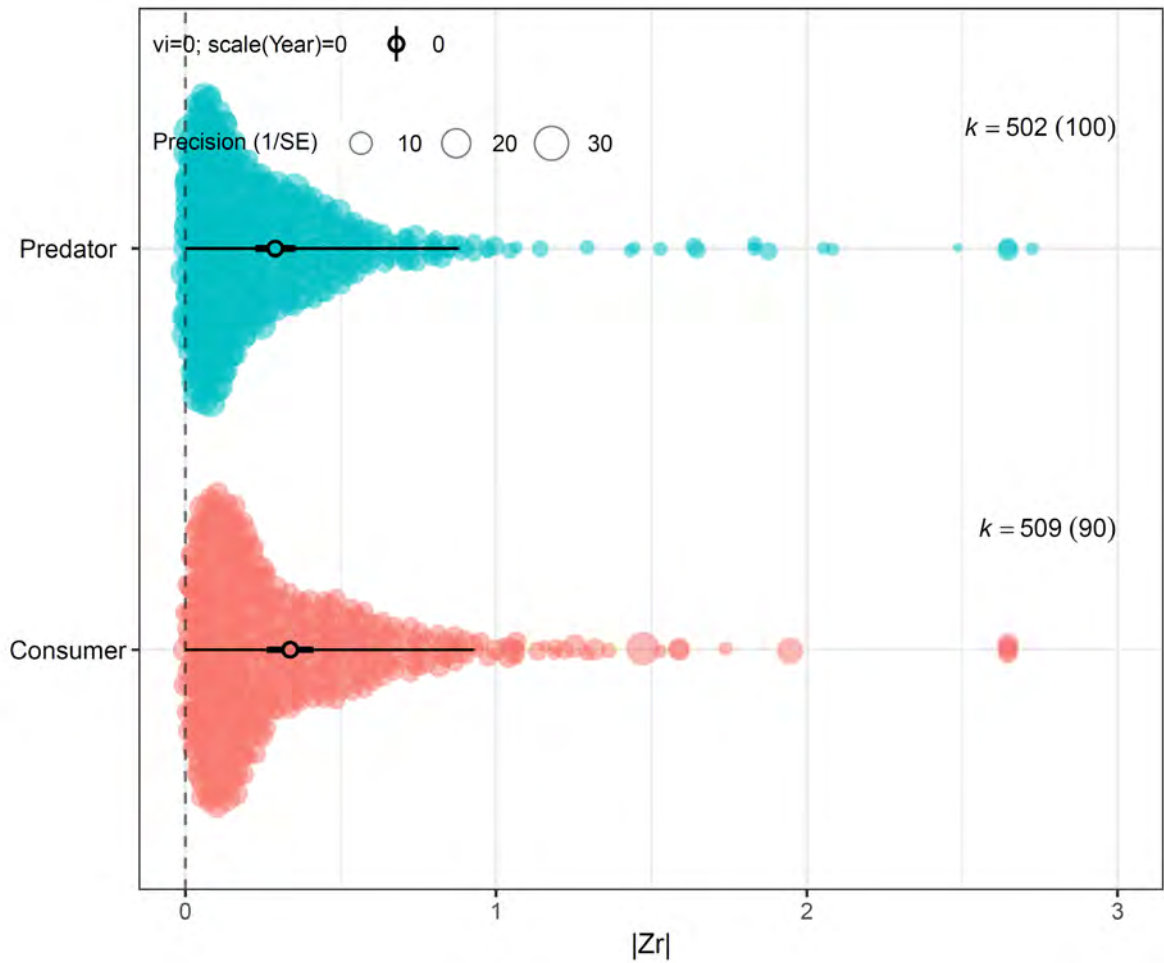 vi=0; scale(Year)=0 0
Precision (1/SE) 10 20 30
k = 502 (100)
Predator
k = 509 (90)
Consumer
0 1 2 3
|Zr|